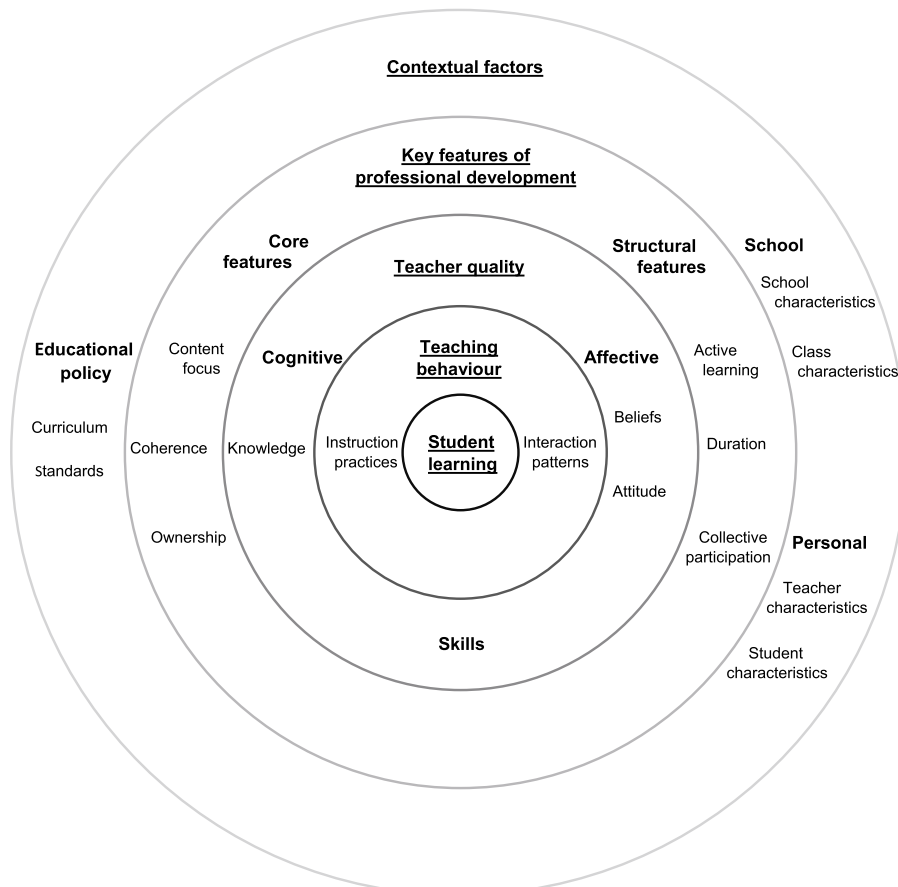 Contextual factors
Key features of
professional development
Core
features
Structural
features
School
School
characteristics
Teacher quality
Educational
policy
Content
focus
Cognitive
Teaching
behaviour
Affective
Active
learning
Class
characteristics
Curriculum
Standards
Coherence
Knowledge
Instruction
practices
Student
learning
Interaction
patterns
Beliefs
Attitude
Duration
Ownership
Collective
participation
Personal
Teacher
characteristics
Skills
Student
characteristics